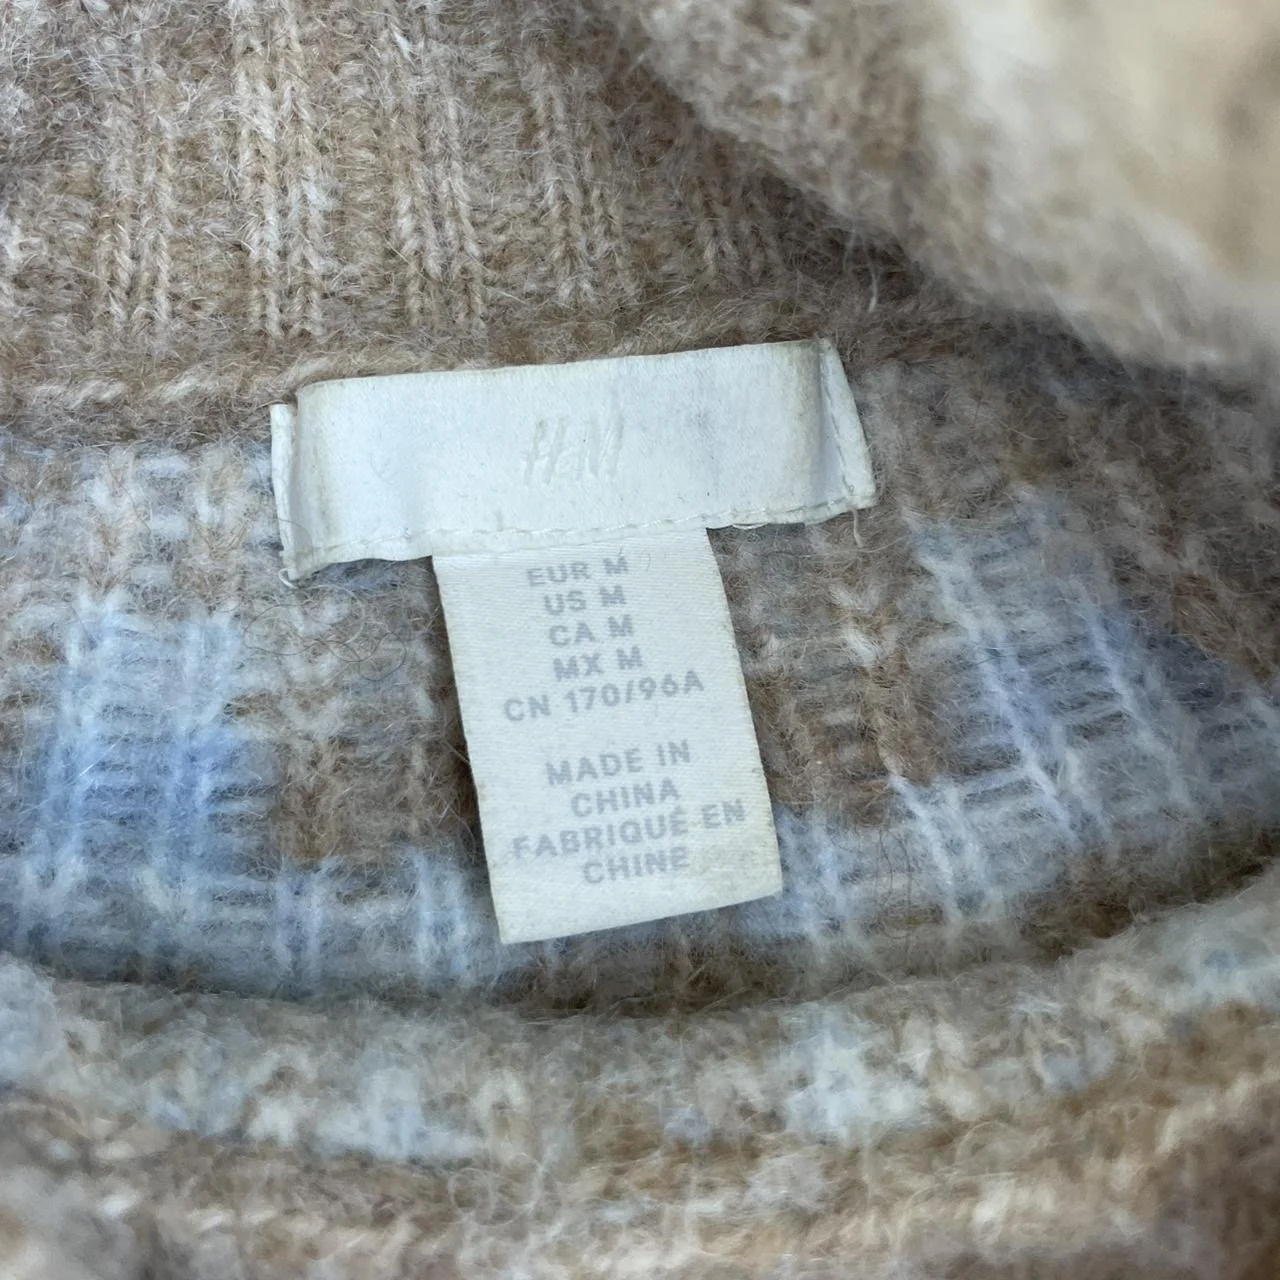 H&M
EUR M
US M
CA M
MX M
CN 170/96A
MADE IN
CHINA
FABRIQUÉ EN
CHINE